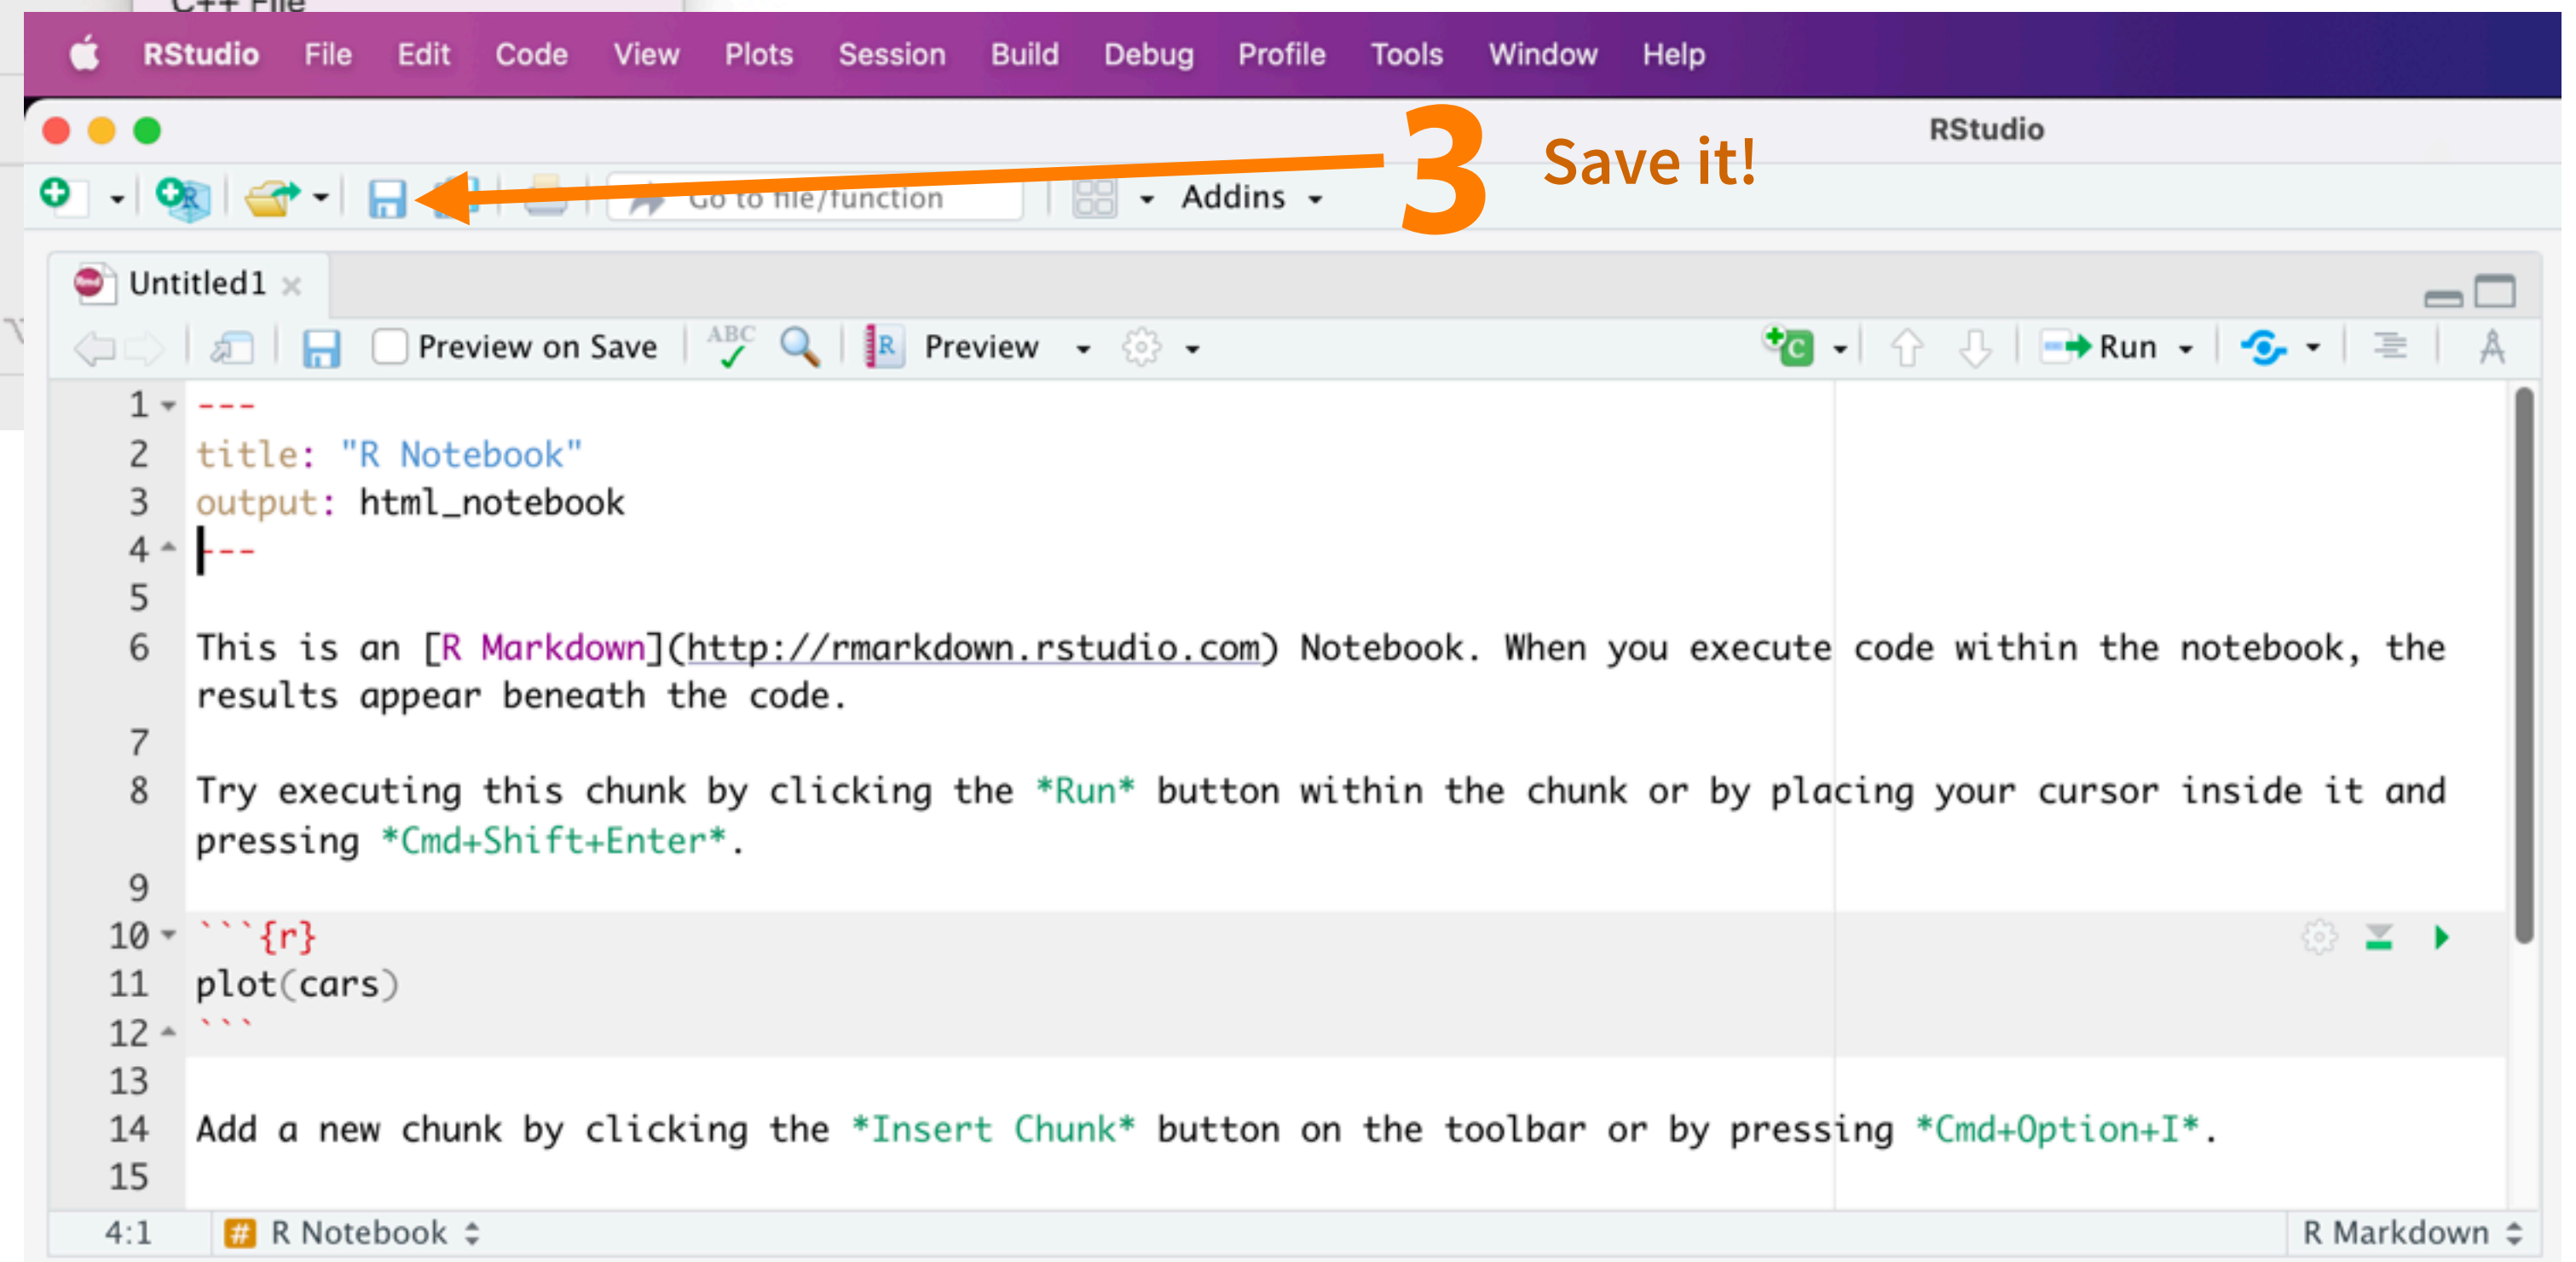 C++ File
RStudio File Edit Code View Plots Session Build Debug Profile Tools Window Help
RStudio
3 Save it!
Go to file/function Addins
Untitled1
Preview on Save ABC Preview Run
1 ---
2 title: "R Notebook"
3 output: html_notebook
4 ---
5
6 This is an [R Markdown](http://rmarkdown.rstudio.com) Notebook. When you execute code within the notebook, the
results appear beneath the code.
7
8 Try executing this chunk by clicking the *Run* button within the chunk or by placing your cursor inside it and
pressing *Cmd+Shift+Enter*.
9
10 ```{r}
11 plot(cars)
12 ```
13
14 Add a new chunk by clicking the *Insert Chunk* button on the toolbar or by pressing *Cmd+Option+I*.
15
4:1 # R Notebook R Markdown